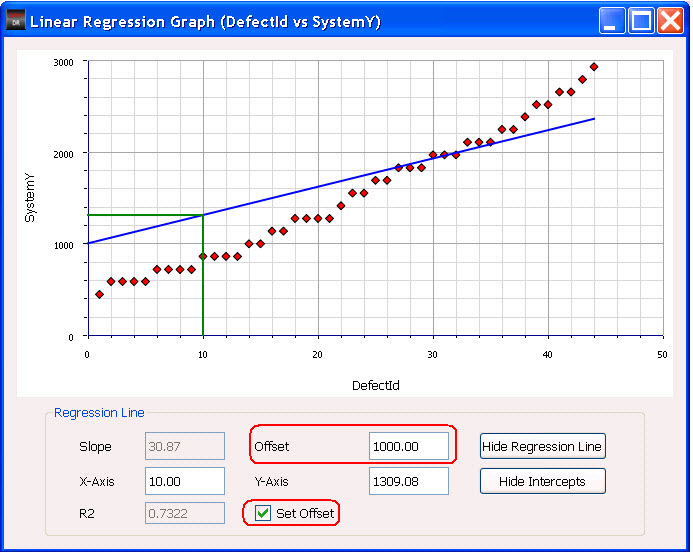 Linear Regression Graph (DefectId vs SystemY)
3000
2000
1000
0
SystemY
0 10 20 30 40 50
DefectId
Regression Line
Slope 30.87 Offset 1000.00 Hide Regression Line
X-Axis 10.00 Y-Axis 1309.08 Hide Intercepts
R2 0.7322 Set Offset